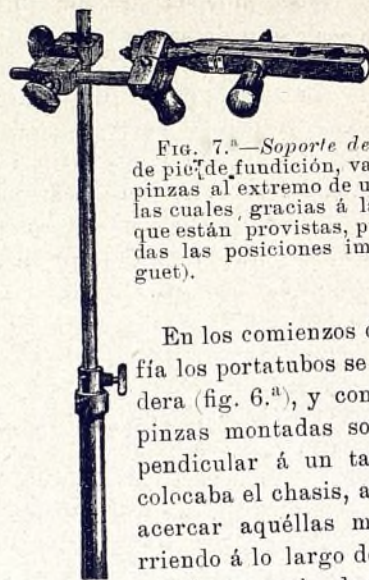 FIG. 7.ª—Soporte de
de pie de fundición, va
pinzas al extremo de u
las cuales, gracias á l
que están provistas, p
das las posiciones im
guet).
En los comienzos
fía los portatubos se
dera (fig. 6.ª), y con
pinzas montadas so
pendicular á un ta
colocaba el chasis, a
acercar aquéllas m
rriendo á lo largo d